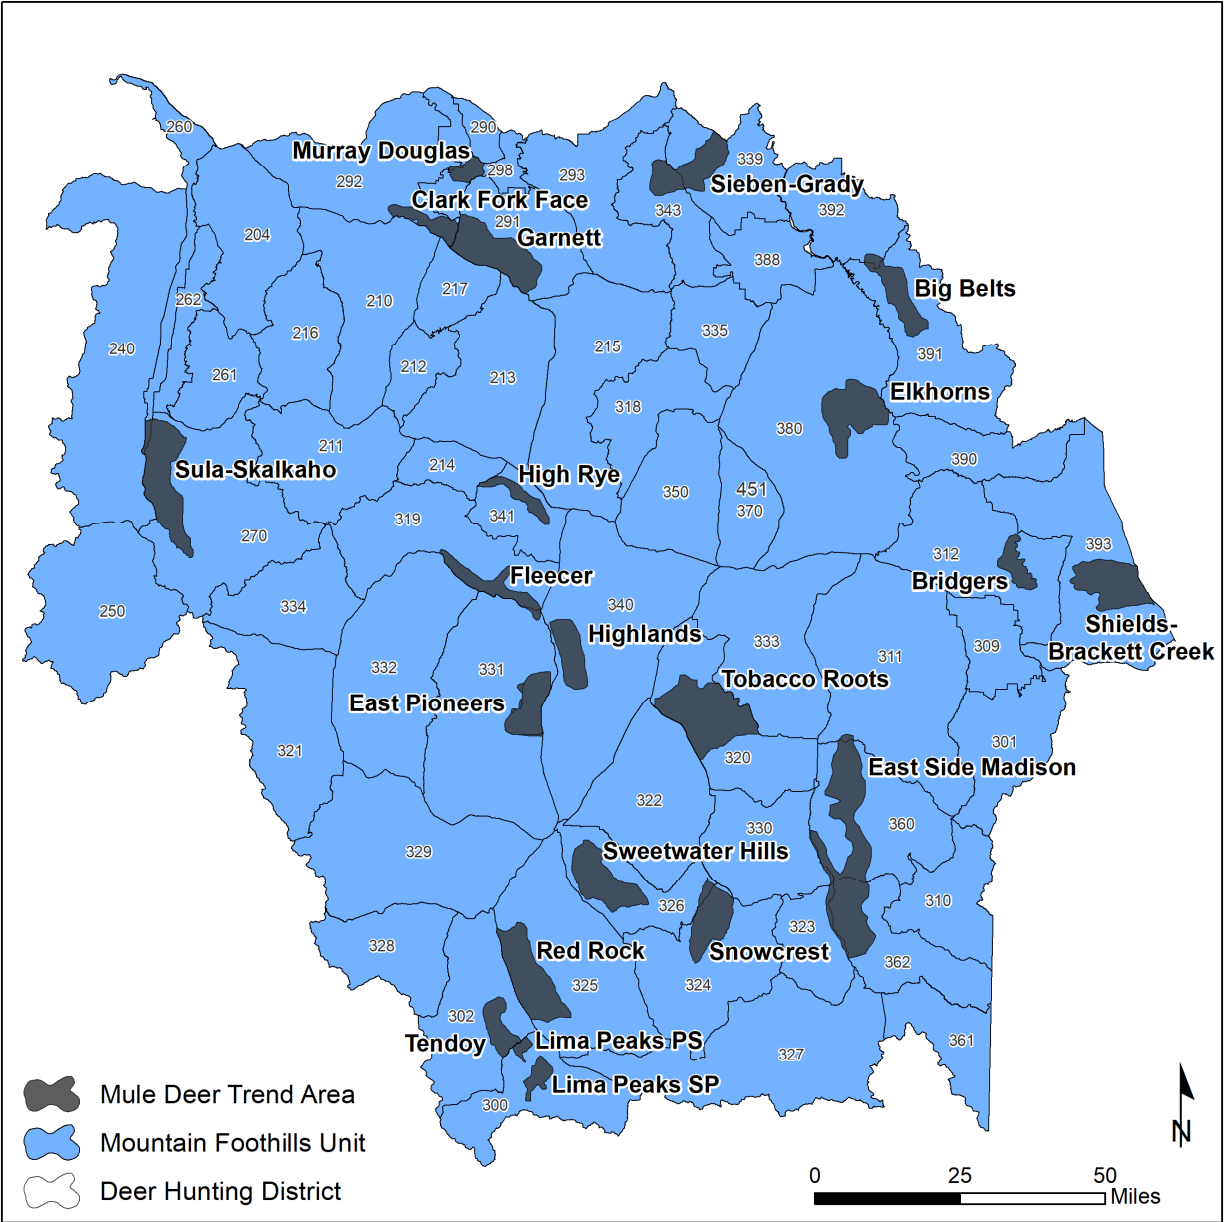 260
290
Murray Douglas
298
293
339
292
Sieben-Grady
Clark Fork Face
343
392
291
204
Garnett
388
Big Belts
217
262
210
216
335
215
240
391
212
261
213
Elkhorns
318
380
211
390
214
Sula-Skalkaho
High Rye
350
451
370
341
319
270
393
312
Fleecer
Bridgers
250
334
340
Shields-
Brackett Creek
Highlands
333
309
332
331
311
Tobacco Roots
East Pioneers
321
301
320
East Side Madison
322
330
360
329
Sweetwater Hills
326
310
323
328
Red Rock
Snowcrest
362
325
324
302
Tendoy
Lima Peaks PS
361
327
Lima Peaks SP
300
Mule Deer Trend Area
Mountain Foothills Unit
Deer Hunting District
N
0 25 50
Miles